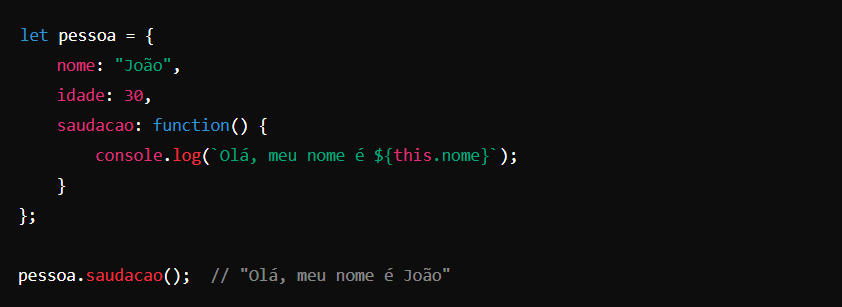 let pessoa = {
    nome: "João",
    idade: 30,
    saudacao: function() {
        console.log(`Olá, meu nome é ${this.nome}`);
    }
};

pessoa.saudacao();  // "Olá, meu nome é João"